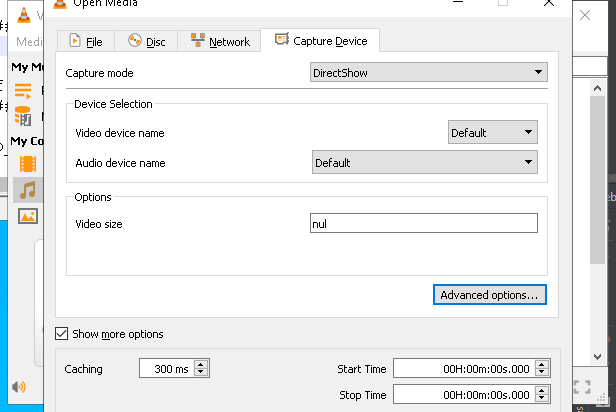 Open Media
V
Medi
File
Disc
Network
Capture Device
My M
Capture mode
DirectShow
Device Selection
Video device name
Default
Audio device name
Default
My Co
Options
Video size
nul
Advanced options...
Show more options
Caching
300 ms
Start Time
00H:00m:00s.000
Stop Time
00H:00m:00s.000